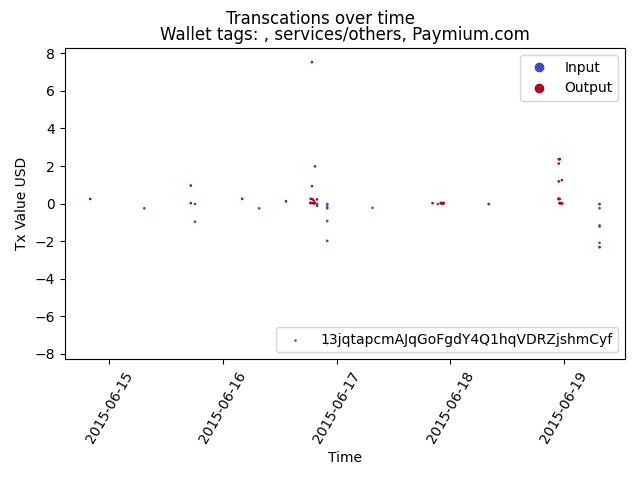 Transcations over time
Wallet tags: , services/others, Paymium.com
Input
Output
8
6
4
2
0
−2
−4
−6
−8
Tx Value USD
13jqtapcmAJqGoFgdY4Q1hqVDRZjshmCyf
2015-06-15
2015-06-16
2015-06-17
2015-06-18
2015-06-19
Time